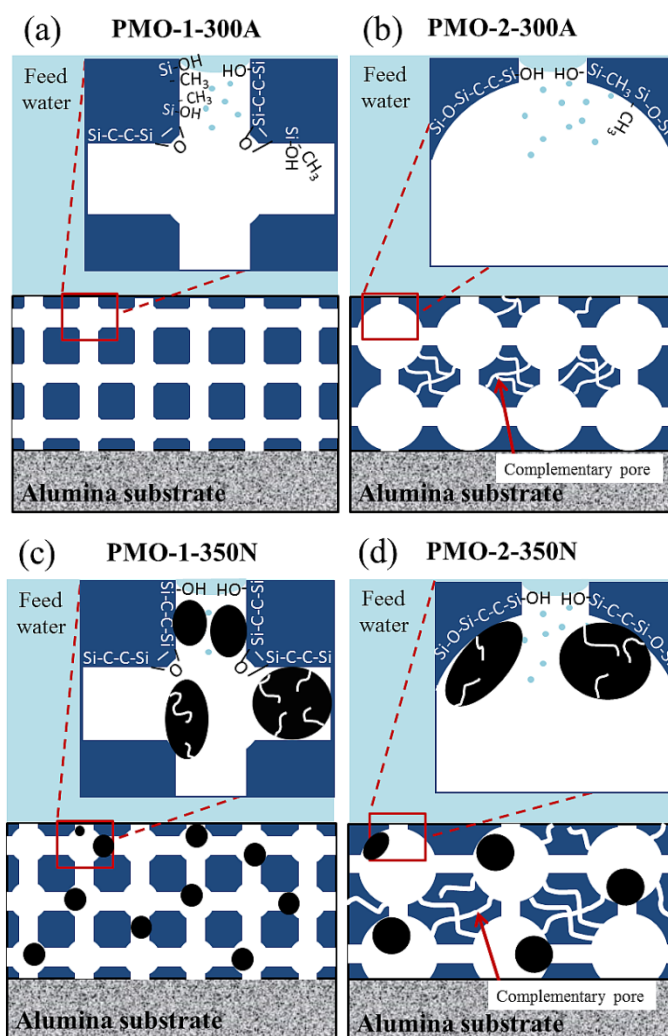 (a) PMO-1-300A
Feed
water
Si-OH
-CH₃
CH₃
Si-OH
HO-
Si-C-C-Si
Si-C-C-Si
O
O
Si-OH
CH₃
Alumina substrate
(b) PMO-2-300A
Feed
water
Si-O-Si-C-C-Si-OH
HO-Si-CH₃ Si-O-Si
CH₃
Complementary pore
Alumina substrate
(c) PMO-1-350N
Feed
water
Si-C-C-Si
-OH
HO-
Si-C-C-Si
Si-C-C-Si
Si-C-C-Si
O
O
Alumina substrate
(d) PMO-2-350N
Feed
water
Si-O-Si-C-C-Si-OH
HO-Si-C-C-Si-O-Si
Complementary pore
Alumina substrate